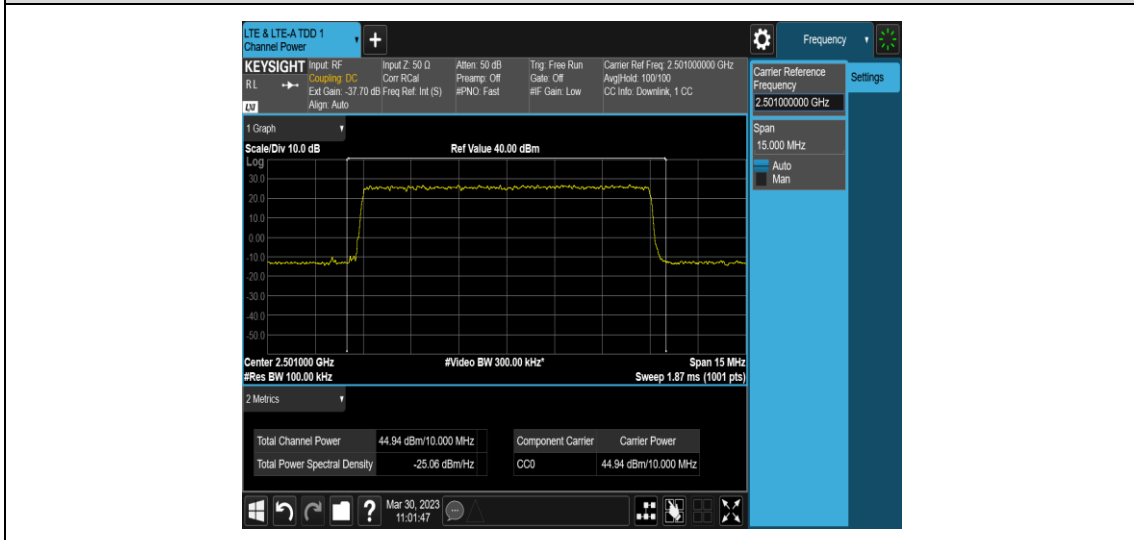 LTE & LTE-A TDD 1
Channel Power
+
Frequency
KEYSIGHT
RL
LXI
Input: RF
Coupling: DC
Ext Gain: -37.70 dB
Align: Auto
Input Z: 50 Ω
Corr RCal
Freq Ref: Int (S)
Atten: 50 dB
Preamp: Off
#PNO: Fast
Trig: Free Run
Gate: Off
#IF Gain: Low
Carrier Ref Freq: 2.501000000 GHz
Avg|Hold: 100/100
CC Info: Downlink, 1 CC
Carrier Reference
Frequency
2.501000000 GHz
Settings
Span
15.000 MHz
Auto
Man
1 Graph
Scale/Div 10.0 dB
Ref Value 40.00 dBm
Log
30.0
20.0
10.0
0.00
-10.0
-20.0
-30.0
-40.0
-50.0
Center 2.501000 GHz
#Video BW 300.00 kHz*
Span 15 MHz
#Res BW 100.00 kHz
Sweep 1.87 ms (1001 pts)
2 Metrics
Total Channel Power 44.94 dBm/10.000 MHz
Total Power Spectral Density -25.06 dBm/Hz
Component Carrier Carrier Power
CC0 44.94 dBm/10.000 MHz
?
Mar 30, 2023
11:01:47